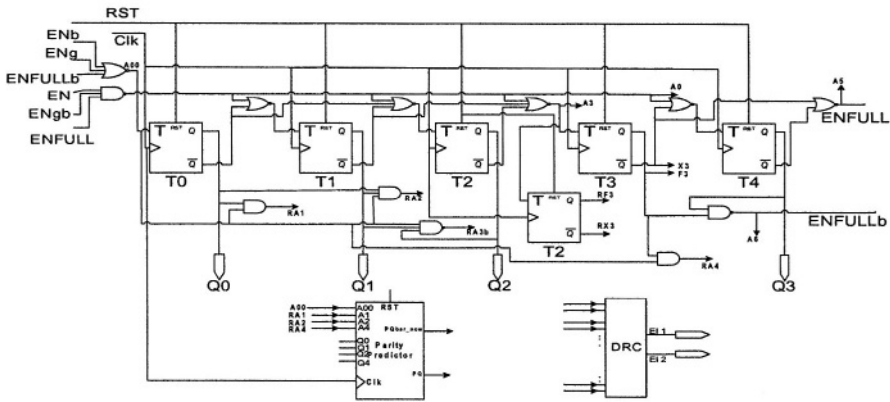 RST
ENb
Clk
ENg
A00
ENFULLb
EN
ENgb
ENFULL
A0
A5
ENFULL
A3
T RST Q
Q
T0
T RST Q
Q
T1
T RST Q
Q
T2
T RST Q
Q
T3
T RST Q
Q
T4
X3
F3
RA1
RA2
RA3b
T RST Q
Q
T2
RF3
RX3
RA4
A6
ENFULLb
Q0
Q1
Q2
Q3
RST
A00
RA1
RA2
RA4
A00
A1
A2
A4
Q0
Q1
Q2
Q4
Parity
Predictor
PQbar_new
PQ
Clk
DRC
EI1
EI2